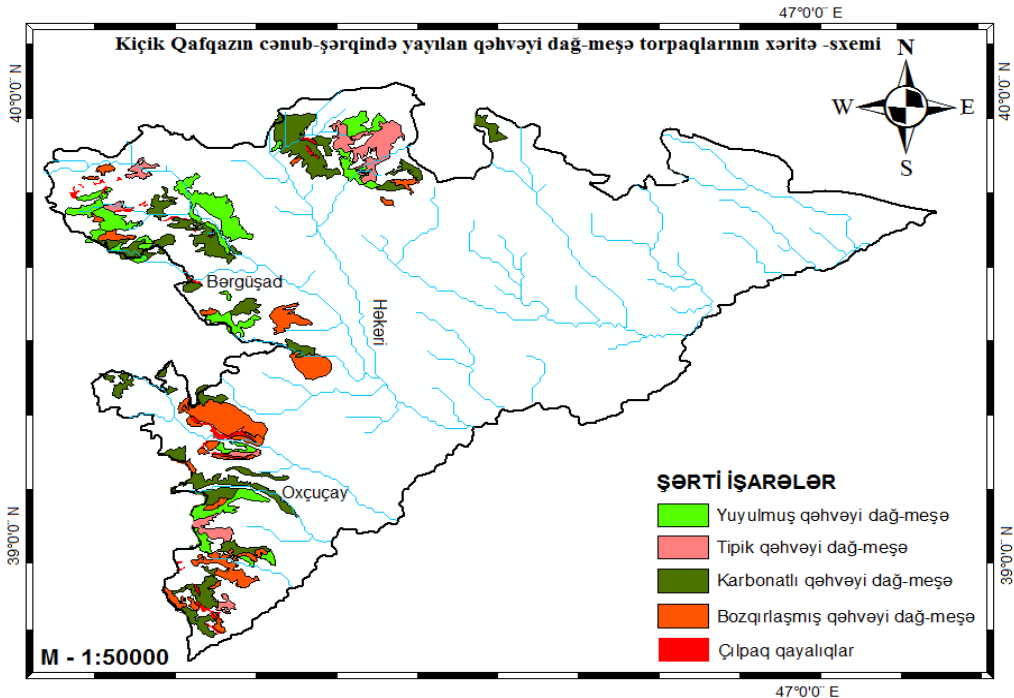 47°0'0¨ E
Kiçik Qafqazın cənub-şərqində yayılan qəhvəyi dağ-meşə torpaqlarının xəritə -sxemi
N
W
E
S
40°0'0¨ N
40°0'0¨ N
Bərgüşad
Həkəri
Oxçuçay
39°0'0¨ N
39°0'0¨ N
ŞƏRTİ İŞARƏLƏR
Yuyulmuş qəhvəyi dağ-meşə
Tipik qəhvəyi dağ-meşə
Karbonatlı qəhvəyi dağ-meşə
Bozqırlaşmış qəhvəyi dağ-meşə
Çılpaq qayalıqlar
M - 1:50000
47°0'0¨ E